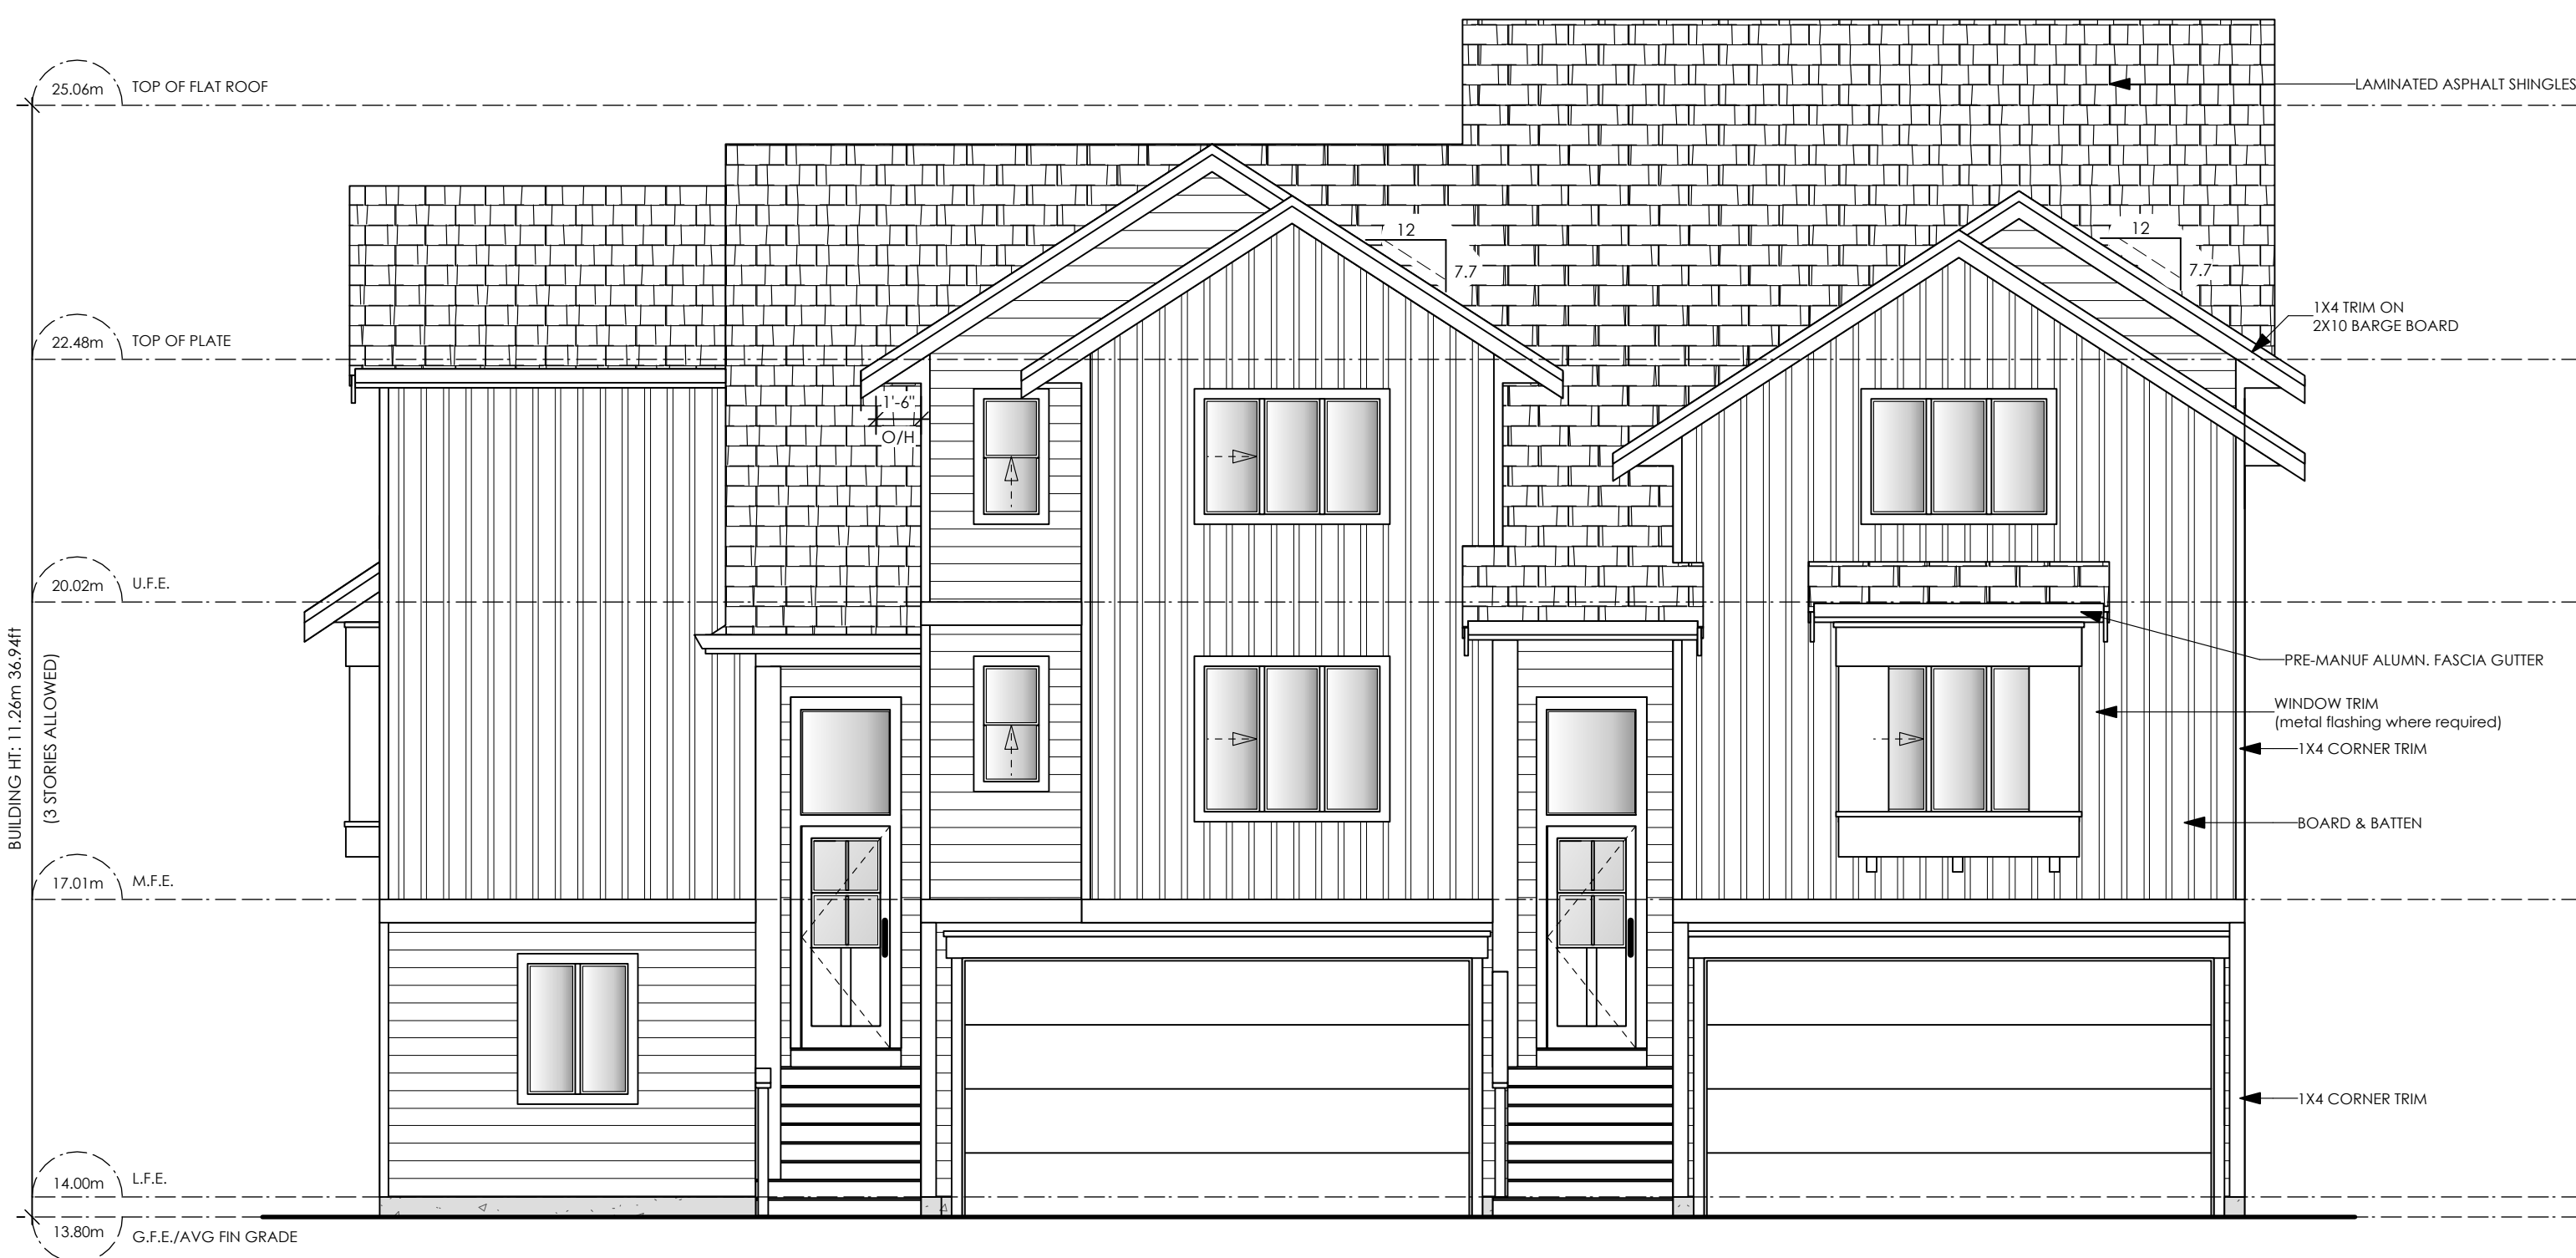 25.06m TOP OF FLAT ROOF
LAMINATED ASPHALT SHINGLES
12
7.7
12
7.7
1X4 TRIM ON
2X10 BARGE BOARD
22.48m TOP OF PLATE
1'-6"
O/H
20.02m U.F.E.
BUILDING HT: 11.26m 36.94ft
(3 STORIES ALLOWED)
PRE-MANUF ALUMN. FASCIA GUTTER
WINDOW TRIM
(metal flashing where required)
1X4 CORNER TRIM
BOARD & BATTEN
17.01m M.F.E.
1X4 CORNER TRIM
14.00m L.F.E.
13.80m G.F.E./AVG FIN GRADE